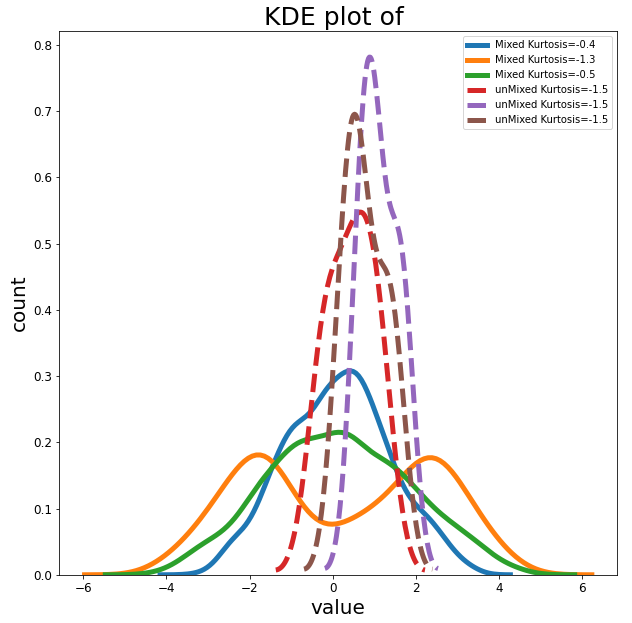 KDE plot of
Mixed Kurtosis=-0.4
Mixed Kurtosis=-1.3
Mixed Kurtosis=-0.5
unMixed Kurtosis=-1.5
unMixed Kurtosis=-1.5
unMixed Kurtosis=-1.5
count
0.8
0.7
0.6
0.5
0.4
0.3
0.2
0.1
0.0
−6 −4 −2 0 2 4 6
value